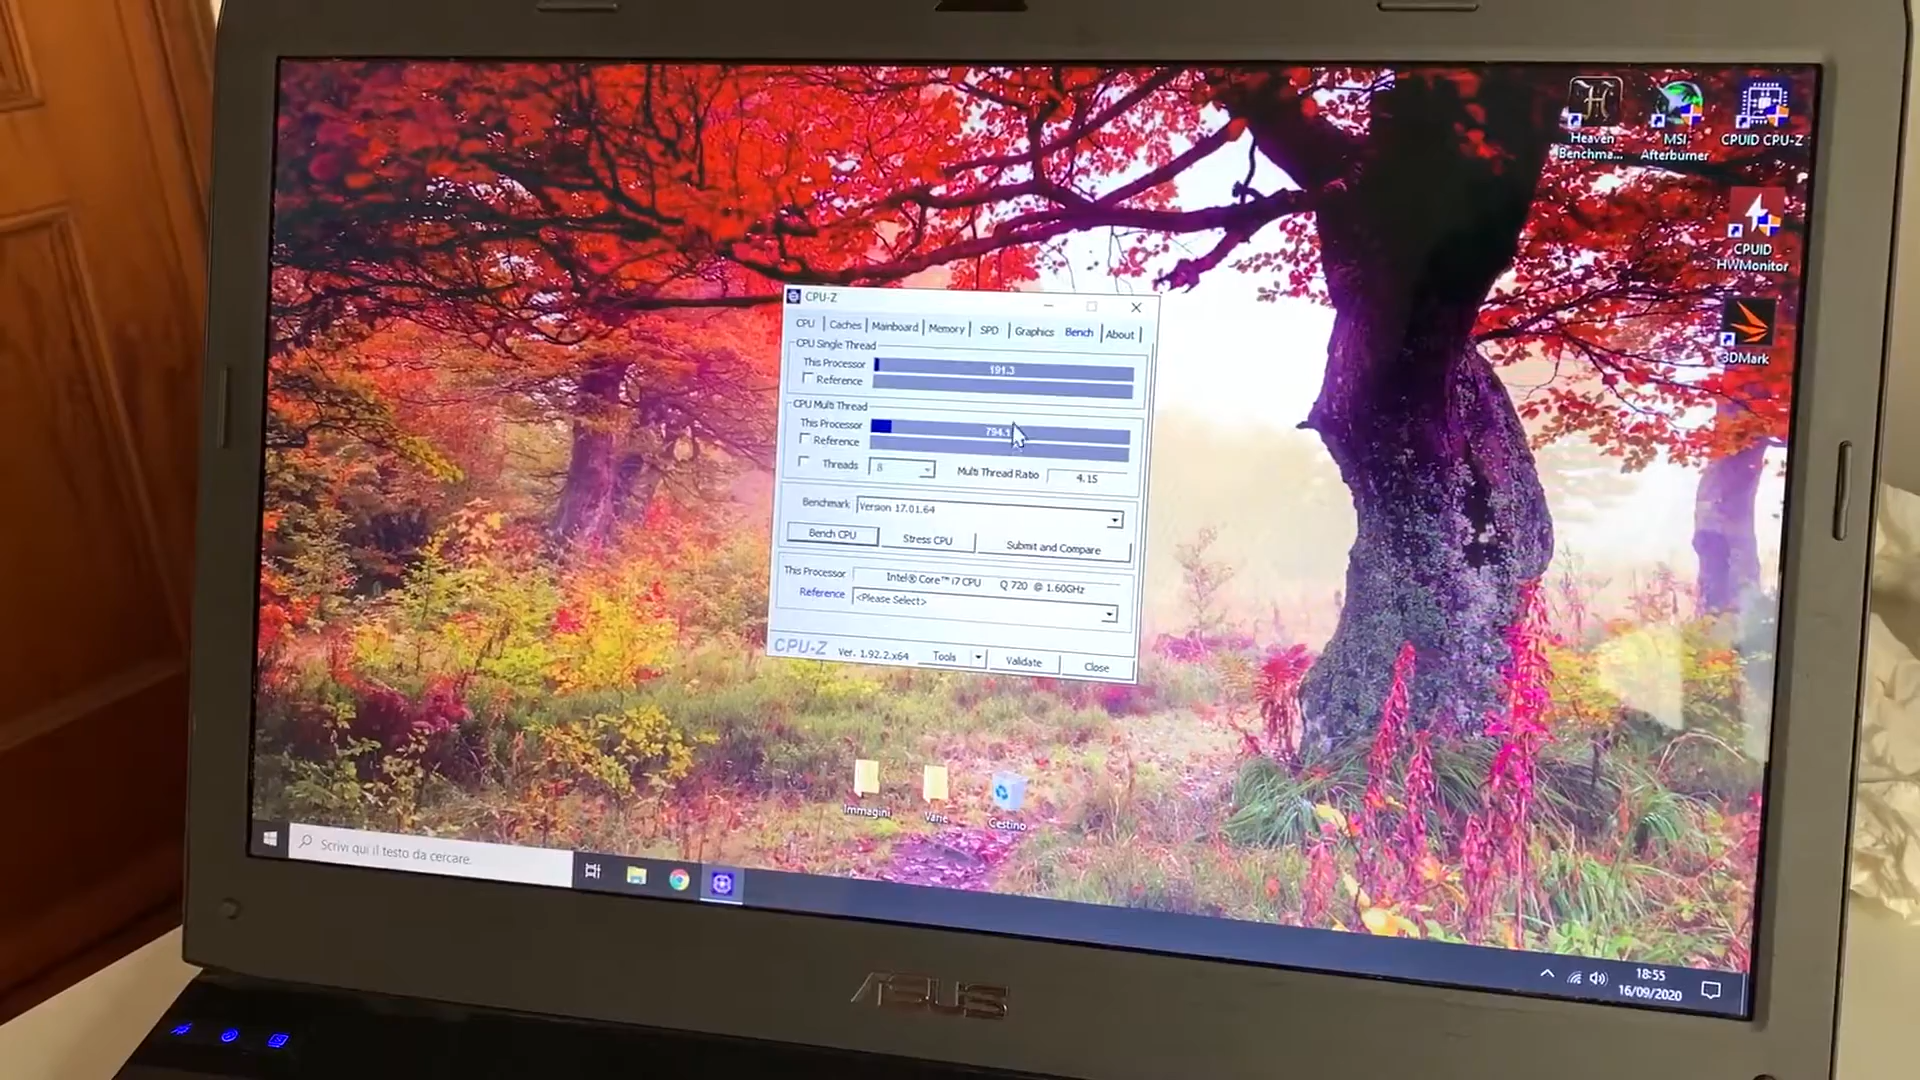 Heaven
Benchma...
MSI
Afterburner
CPUID CPU-Z
CPUID
HWMonitor
3DMark
CPU-Z
CPU Caches Mainboard Memory SPD Graphics Bench About
CPU Single Thread
This Processor 191.3
Reference
CPU Multi Thread
This Processor 794.
Reference
Threads 8 Multi Thread Ratio 4.15
Benchmark Version 17.01.64
Bench CPU Stress CPU Submit and Compare
This Processor Intel® Core™ i7 CPU Q 720 @ 1.60GHz
Reference <Please Select>
CPU-Z Ver. 1.92.2.x64 Tools Validate Close
Immagini Varie Cestino
Scrivi qui il testo da cercare.
18:55
16/09/2020
ASUS